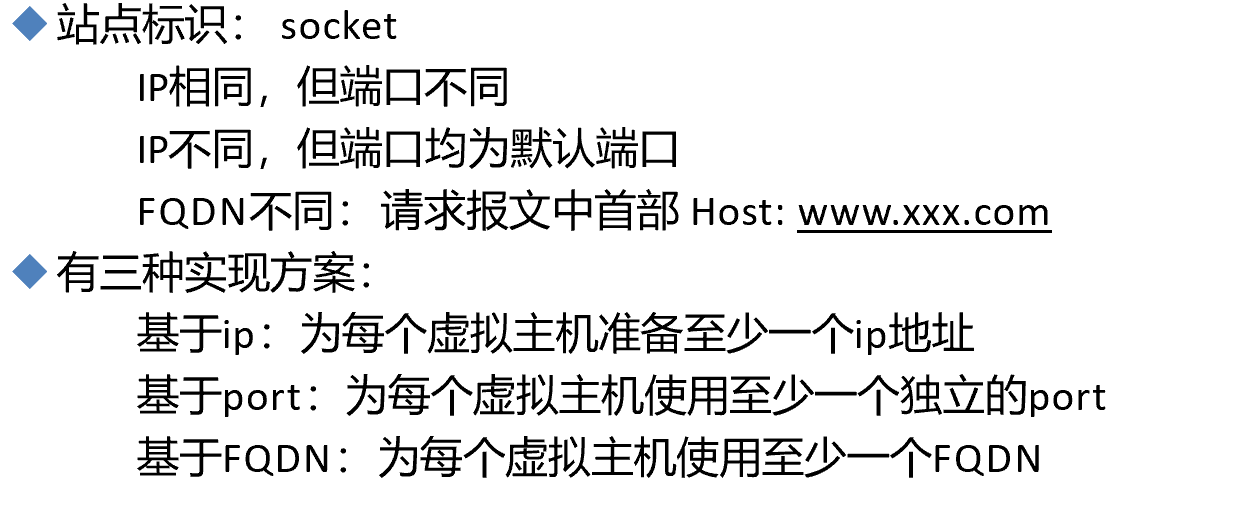 站点标识： socket
IP相同，但端口不同
IP不同，但端口均为默认端口
FQDN不同： 请求报文中首部 Host: www.xxx.com
有三种实现方案：
基于ip：为每个虚拟主机准备至少一个ip地址
基于port：为每个虚拟主机使用至少一个独立的port
基于FQDN：为每个虚拟主机使用至少一个FQDN